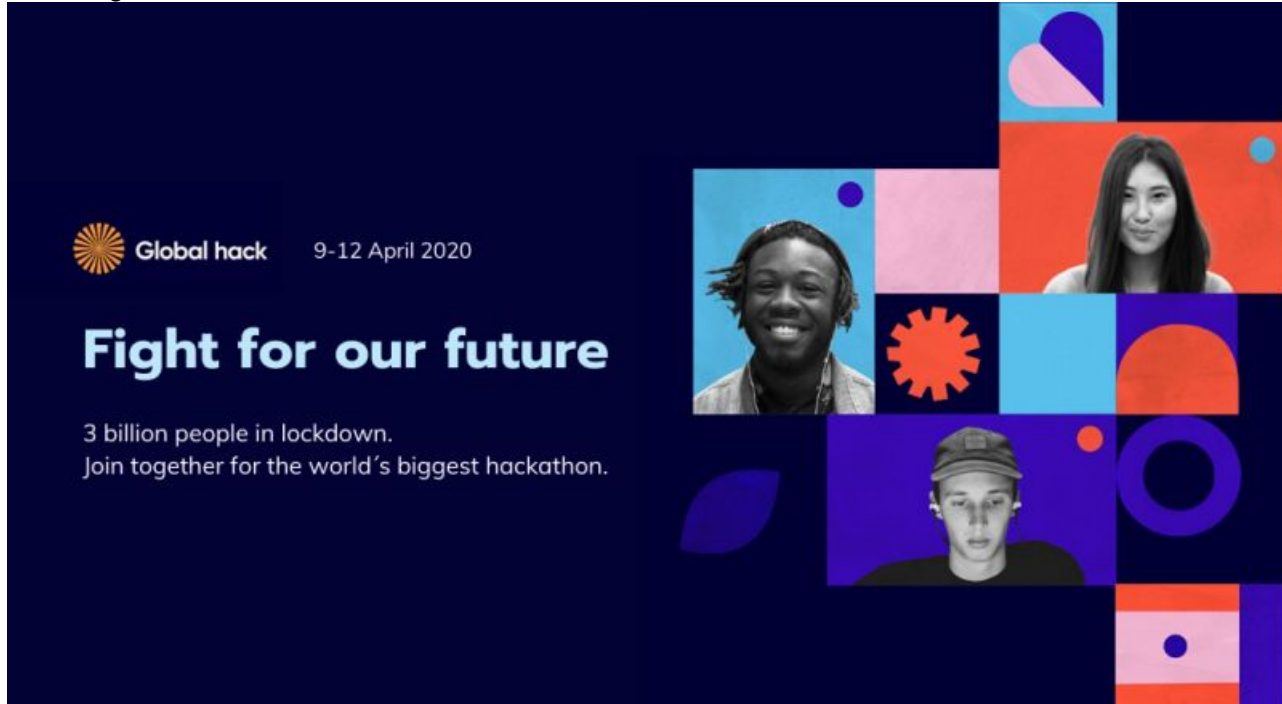 Global hack
9-12 April 2020
Fight for our future
3 billion people in lockdown.
Join together for the world´s biggest hackathon.